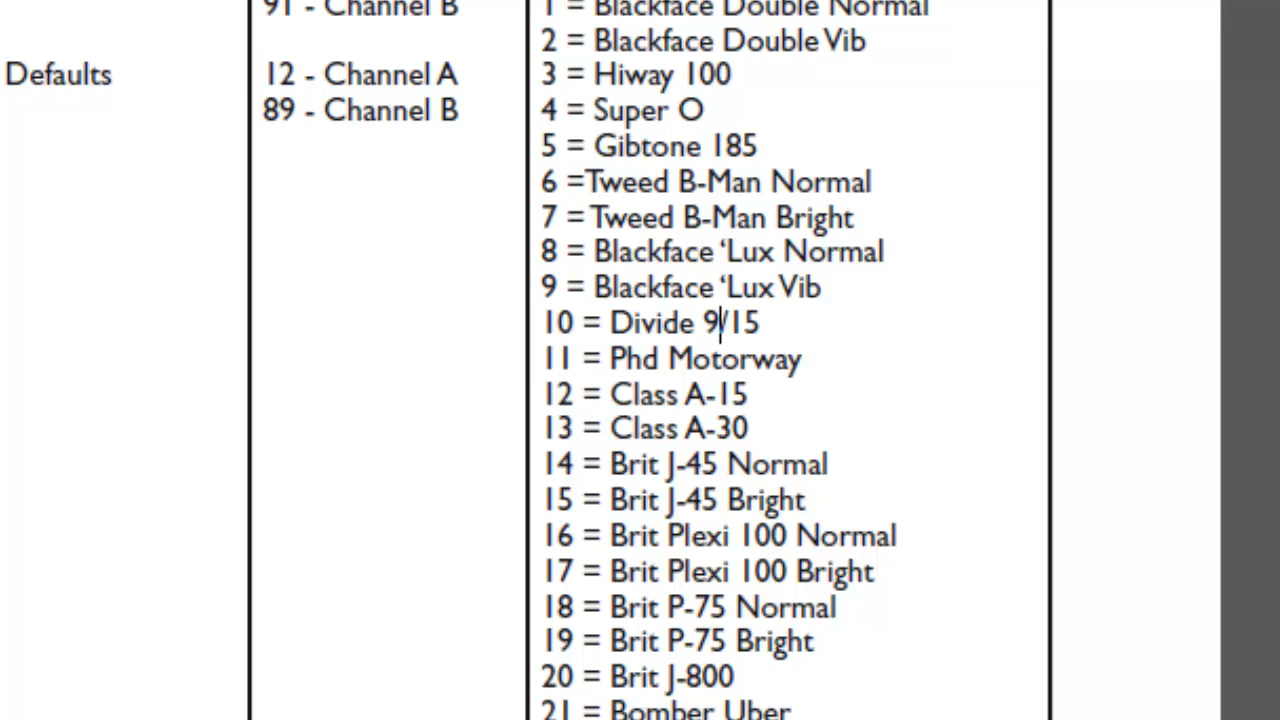 91 - Channel B
1 = Blackface Double Normal
2 = Blackface Double Vib
Defaults
12 - Channel A
3 = Hiway 100
89 - Channel B
4 = Super O
5 = Gibtone 185
6 =Tweed B-Man Normal
7 = Tweed B-Man Bright
8 = Blackface ‘Lux Normal
9 = Blackface ‘Lux Vib
10 = Divide 9/15
11 = Phd Motorway
12 = Class A-15
13 = Class A-30
14 = Brit J-45 Normal
15 = Brit J-45 Bright
16 = Brit Plexi 100 Normal
17 = Brit Plexi 100 Bright
18 = Brit P-75 Normal
19 = Brit P-75 Bright
20 = Brit J-800
21 = Bomber Uber